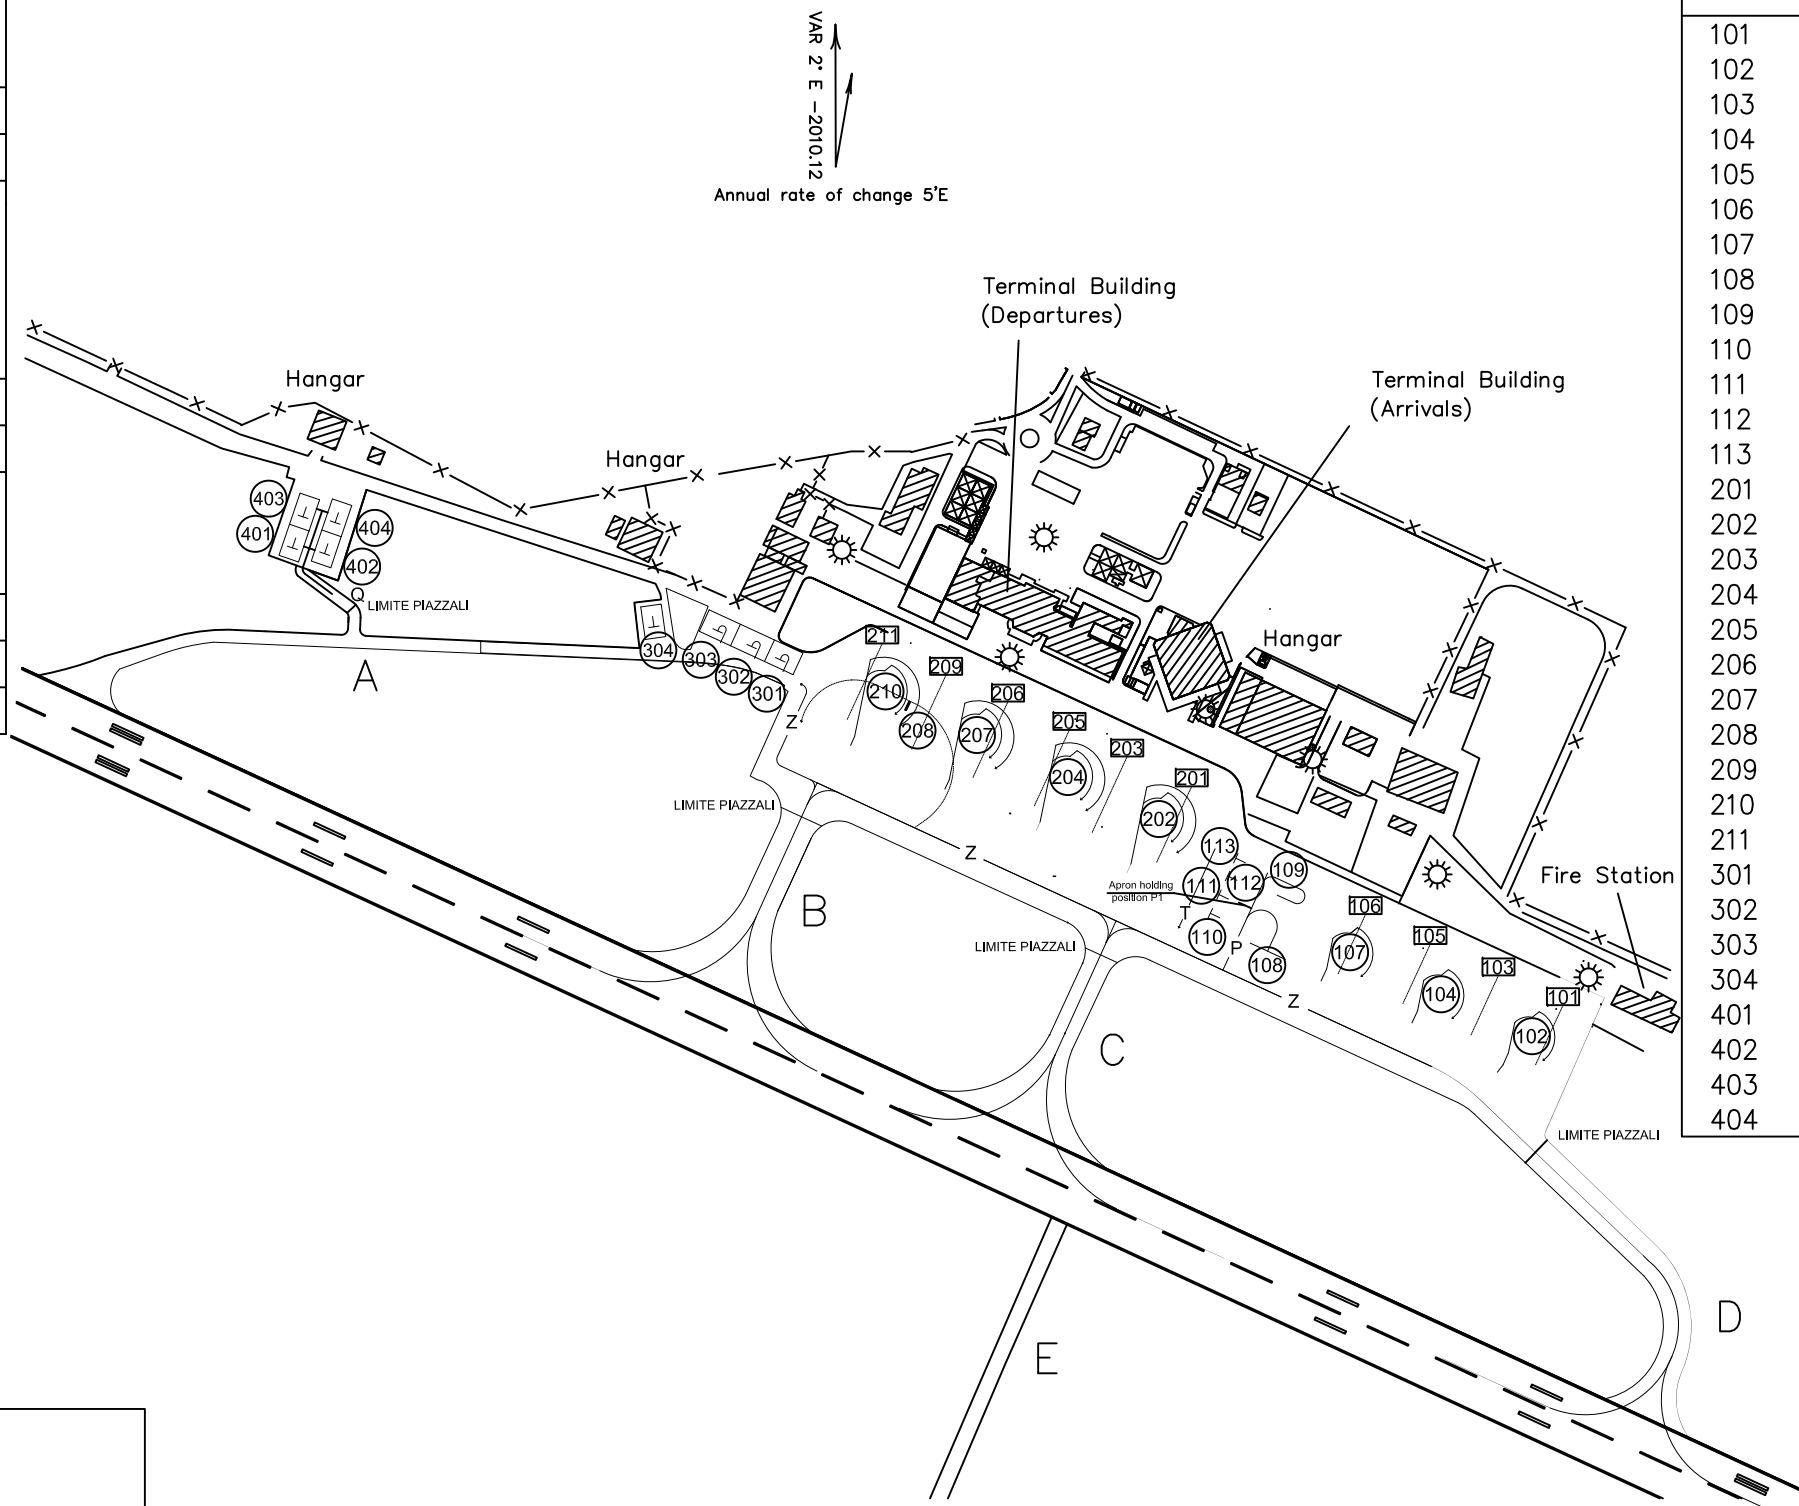 VAR 2° E -2010.12
Annual rate of change 5'E
Terminal Building
(Departures)
Terminal Building
(Arrivals)
Hangar
Hangar
Hangar
Fire Station
403
401
404
402
Q
LIMITE PIAZZALI
A
304
303
302
301
Z
211
210
209
208
207
206
205
204
203
202
201
LIMITE PIAZZALI
Z
B
113
111
112
109
Apron holding
position P1
T
110
P
108
LIMITE PIAZZALI
106
107
105
104
103
101
102
Z
C
LIMITE PIAZZALI
D
E
101
102
103
104
105
106
107
108
109
110
111
112
113
201
202
203
204
205
206
207
208
209
210
211
301
302
303
304
401
402
403
404